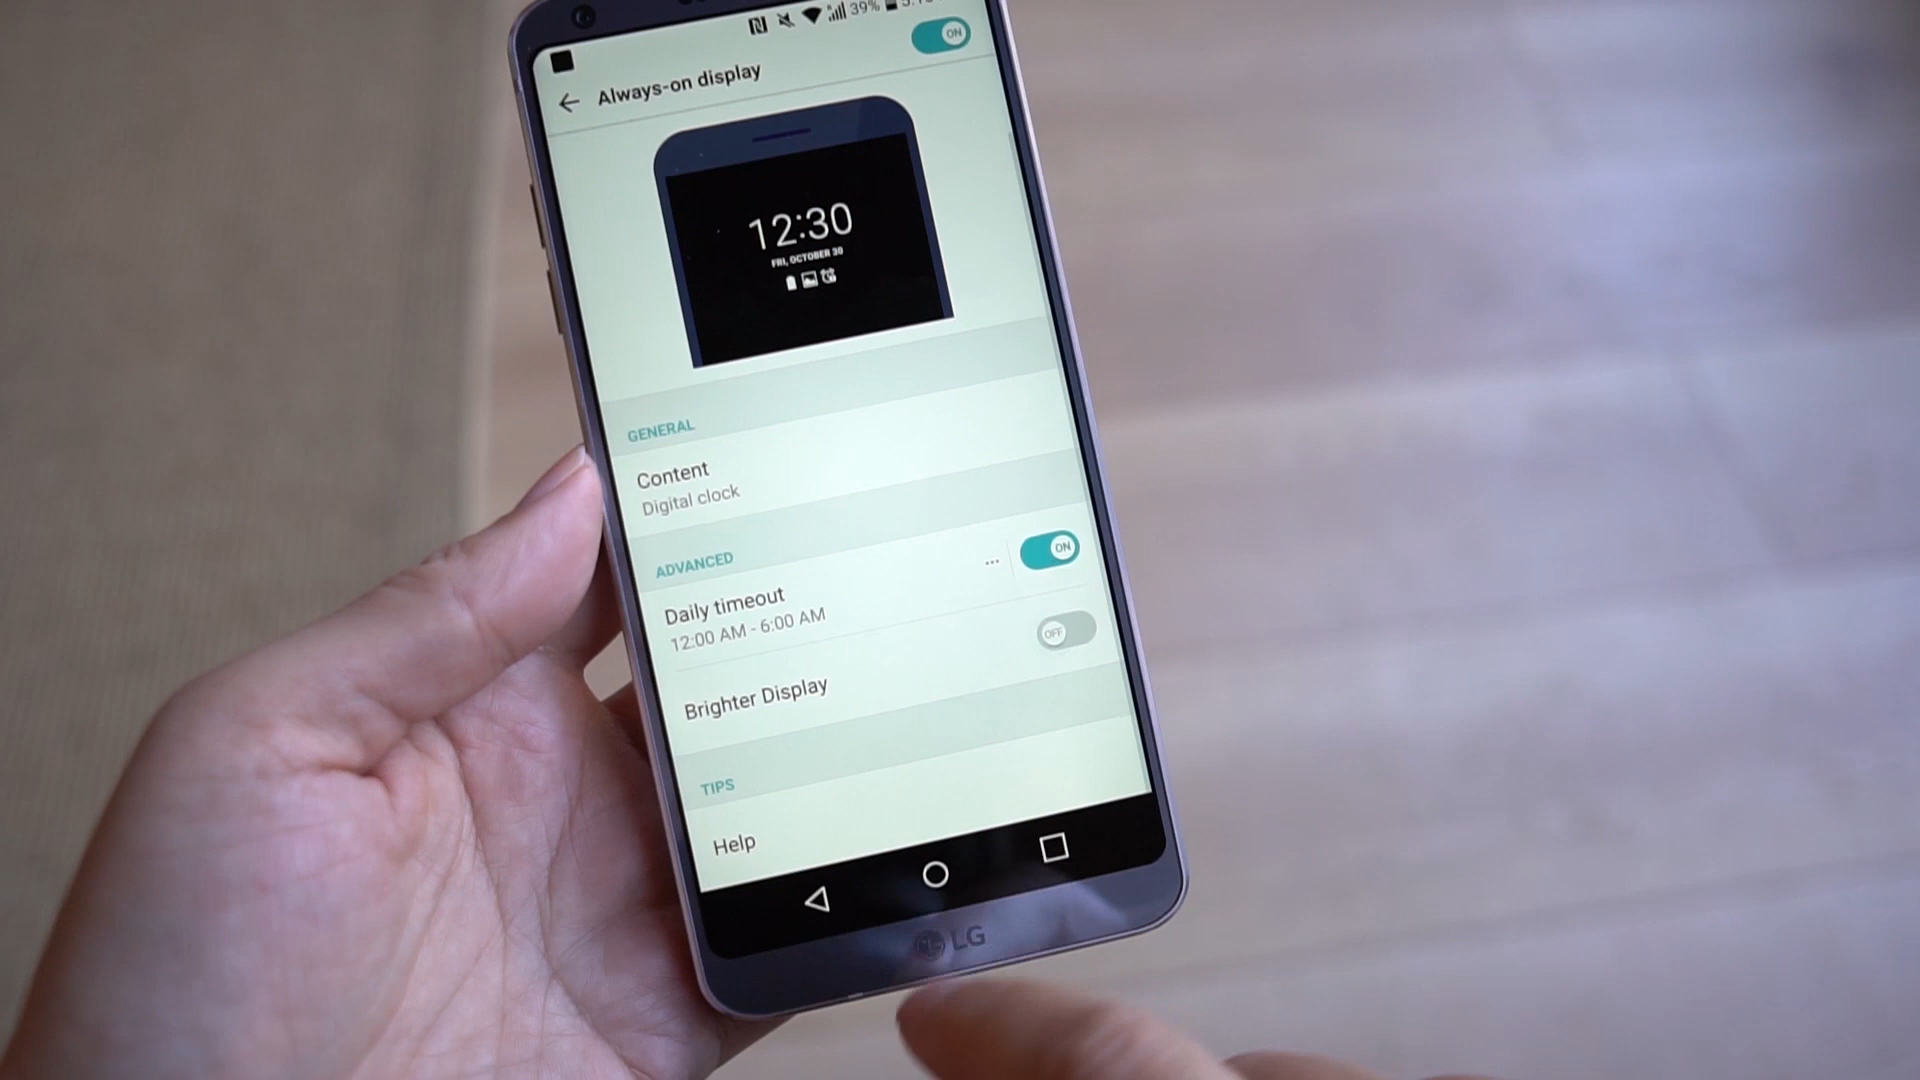 39%
ON
Always-on display
12:30
FRI, OCTOBER 30
GENERAL
Content
Digital clock
ADVANCED
Daily timeout
...
ON
12:00 AM - 6:00 AM
Brighter Display
OFF
TIPS
Help
LG